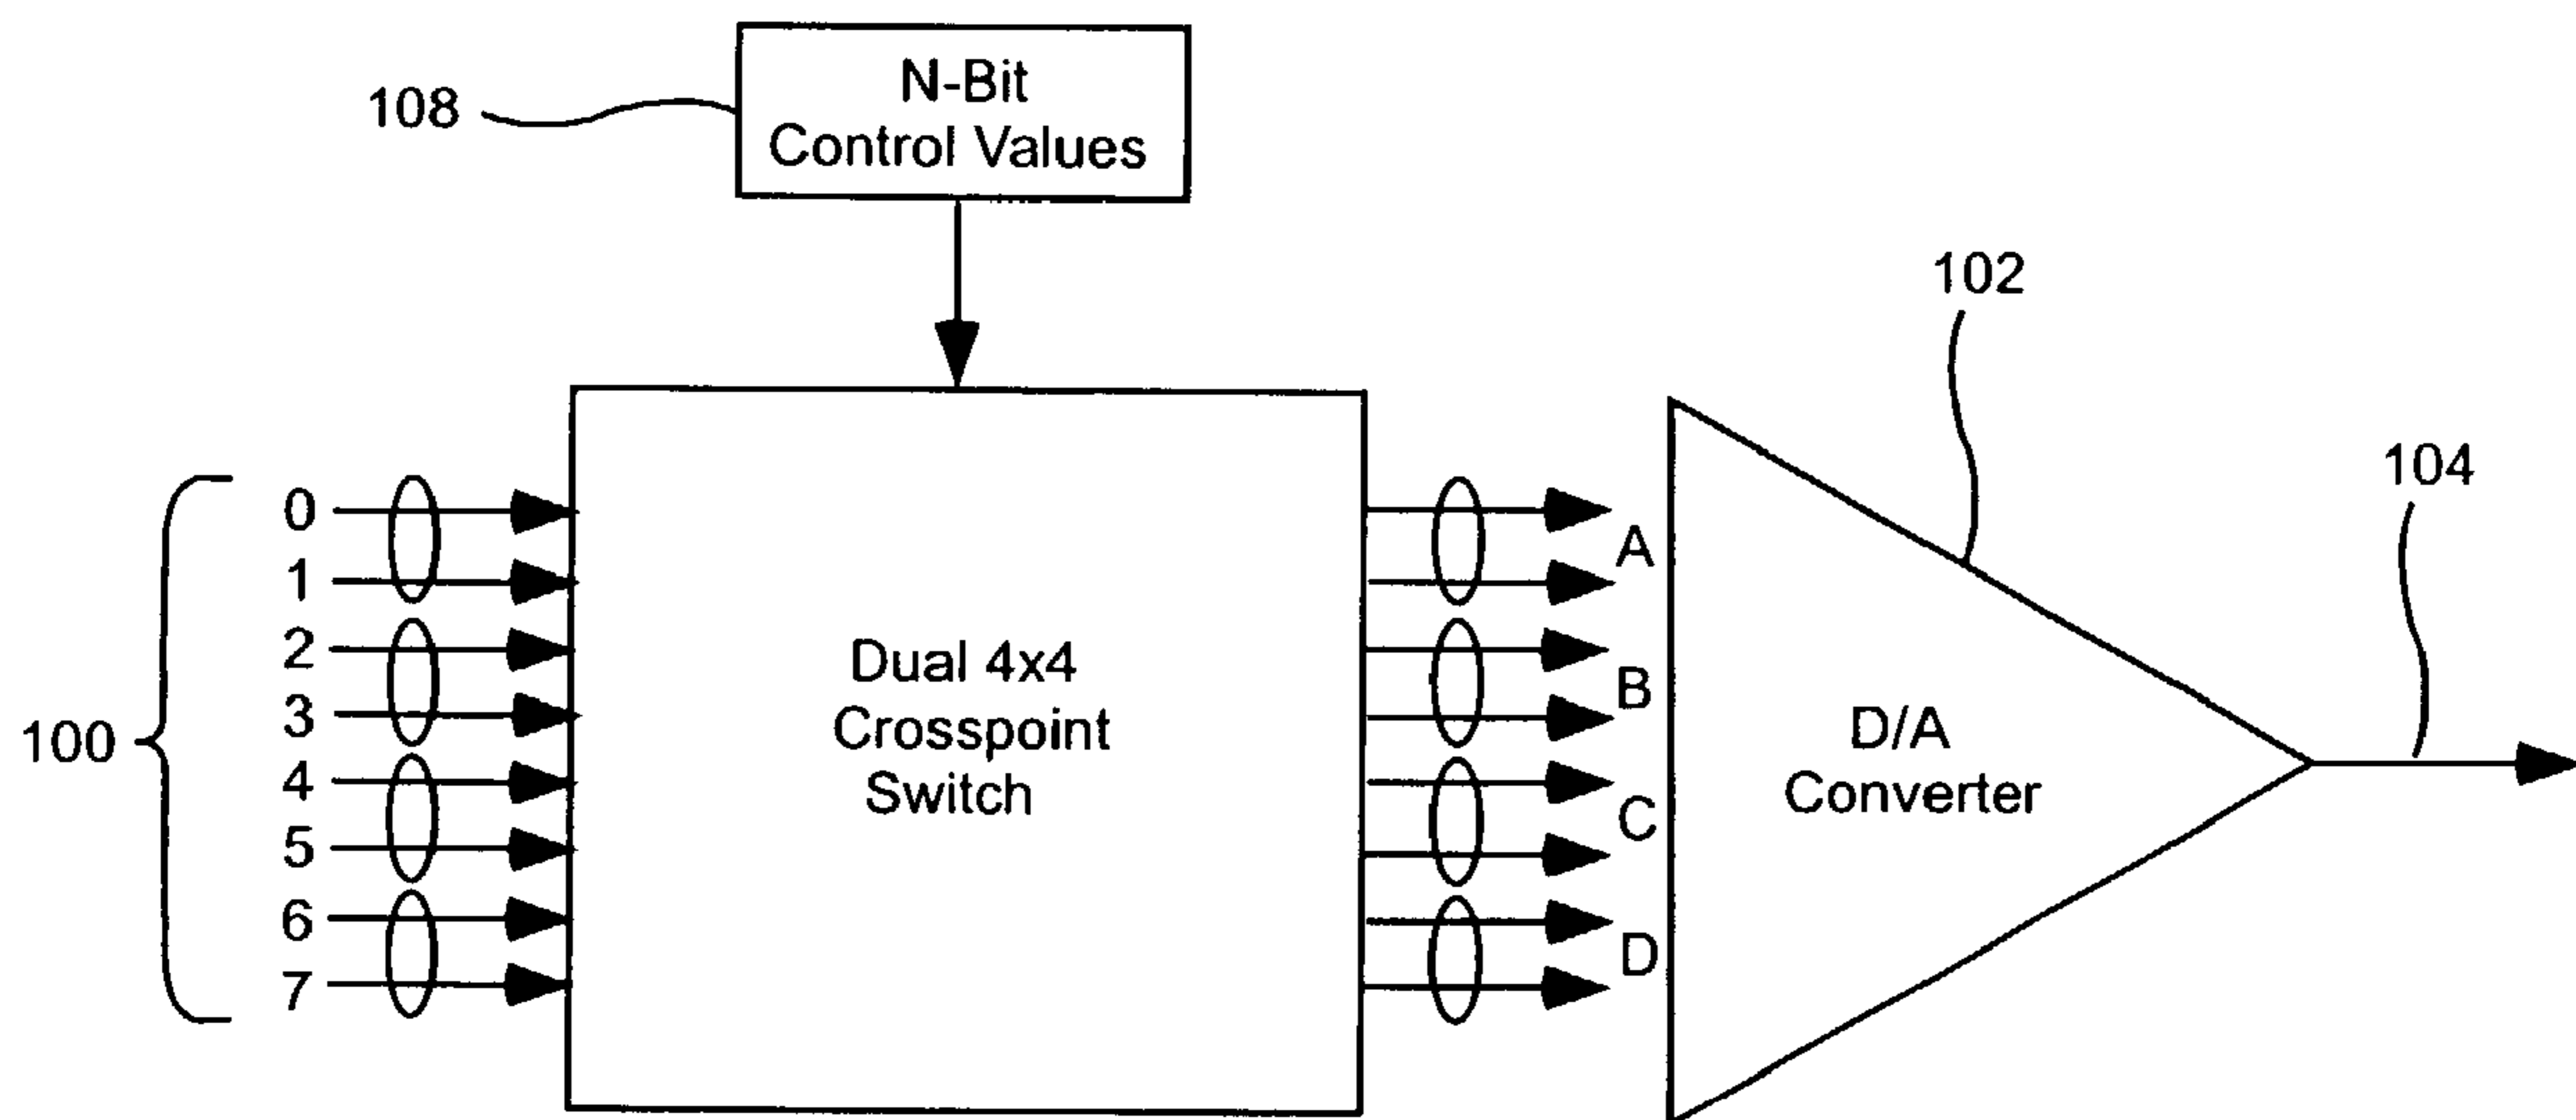 N-Bit
Control Values
108
102
104
100
0
1
2
3
4
5
6
7
Dual 4x4
Crosspoint
Switch
A
B
C
D
D/A
Converter